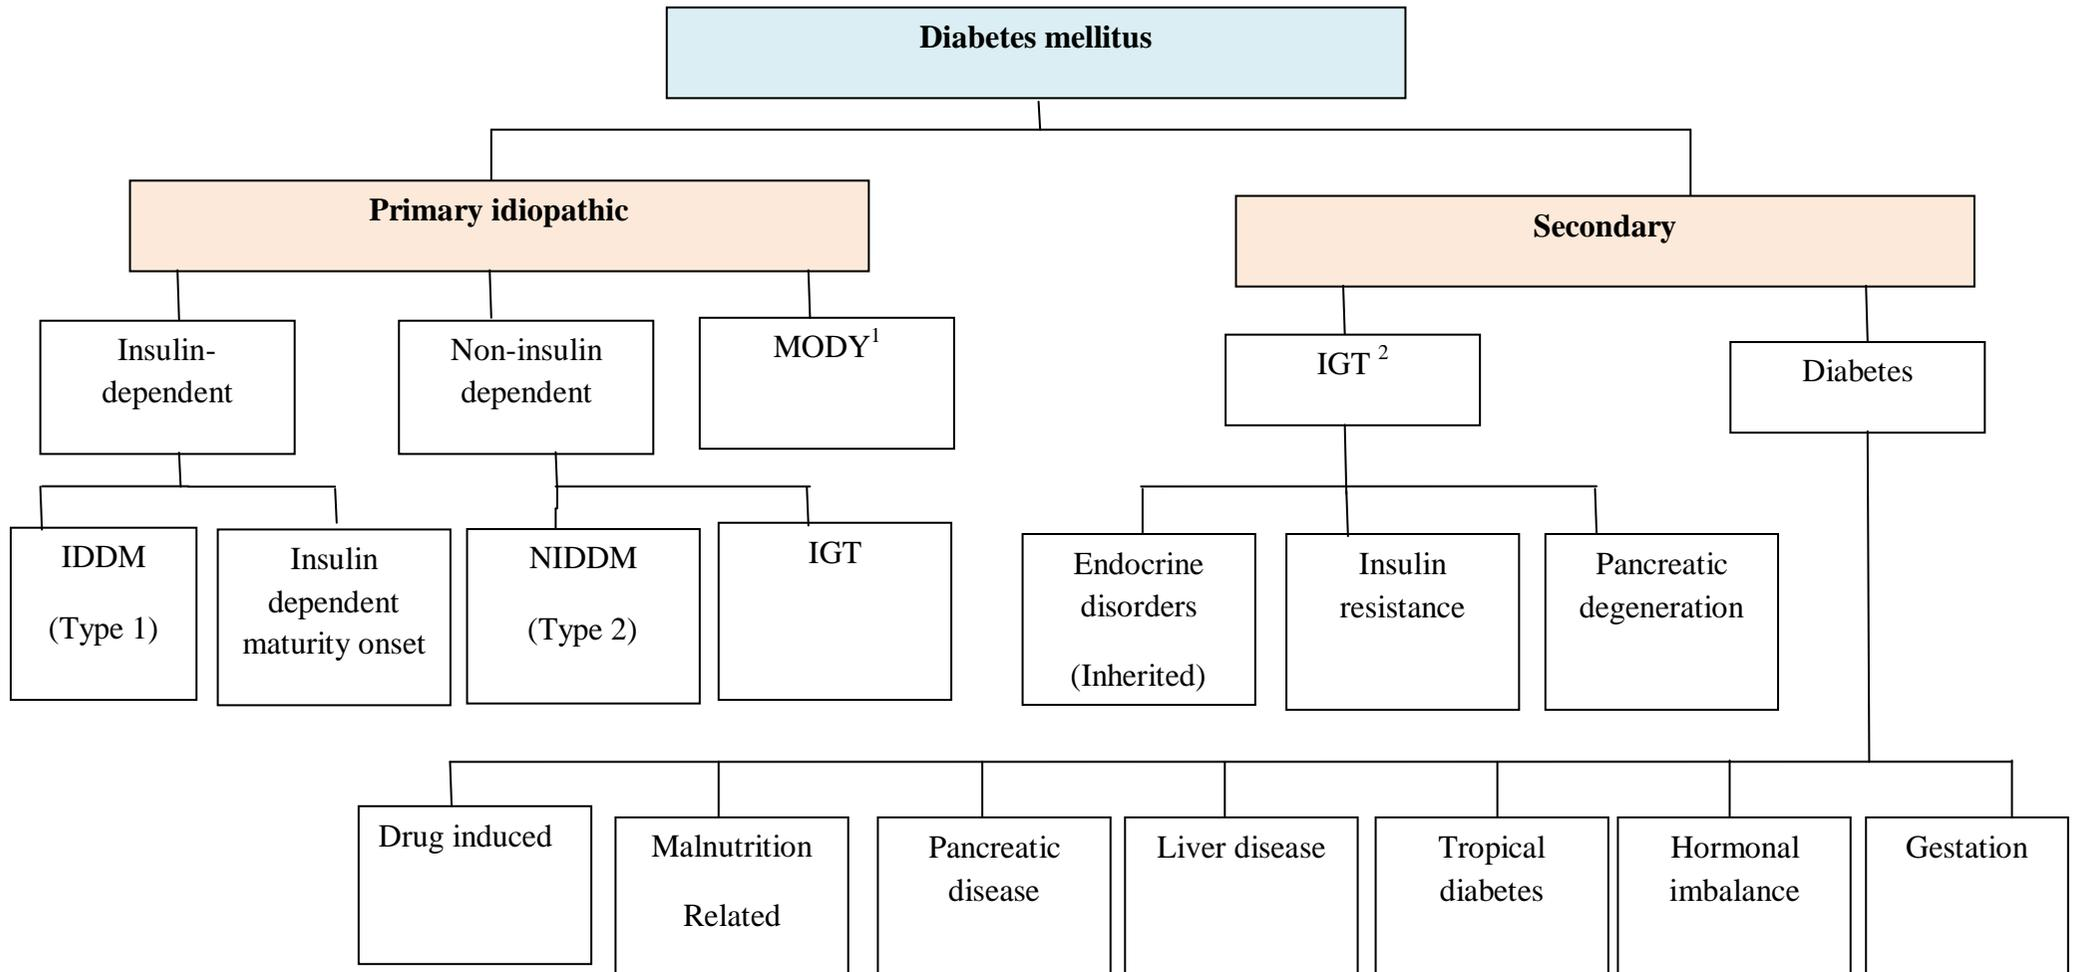 Diabetes mellitus
Primary idiopathic
Secondary
Insulin-
dependent
Non-insulin
dependent
MODY1
IGT 2
Diabetes
IDDM
(Type 1)
Insulin
dependent
maturity onset
NIDDM
(Type 2)
IGT
Endocrine
disorders
(Inherited)
Insulin
resistance
Pancreatic
degeneration
Drug induced
Malnutrition
Related
Pancreatic
disease
Liver disease
Tropical
diabetes
Hormonal
imbalance
Gestation